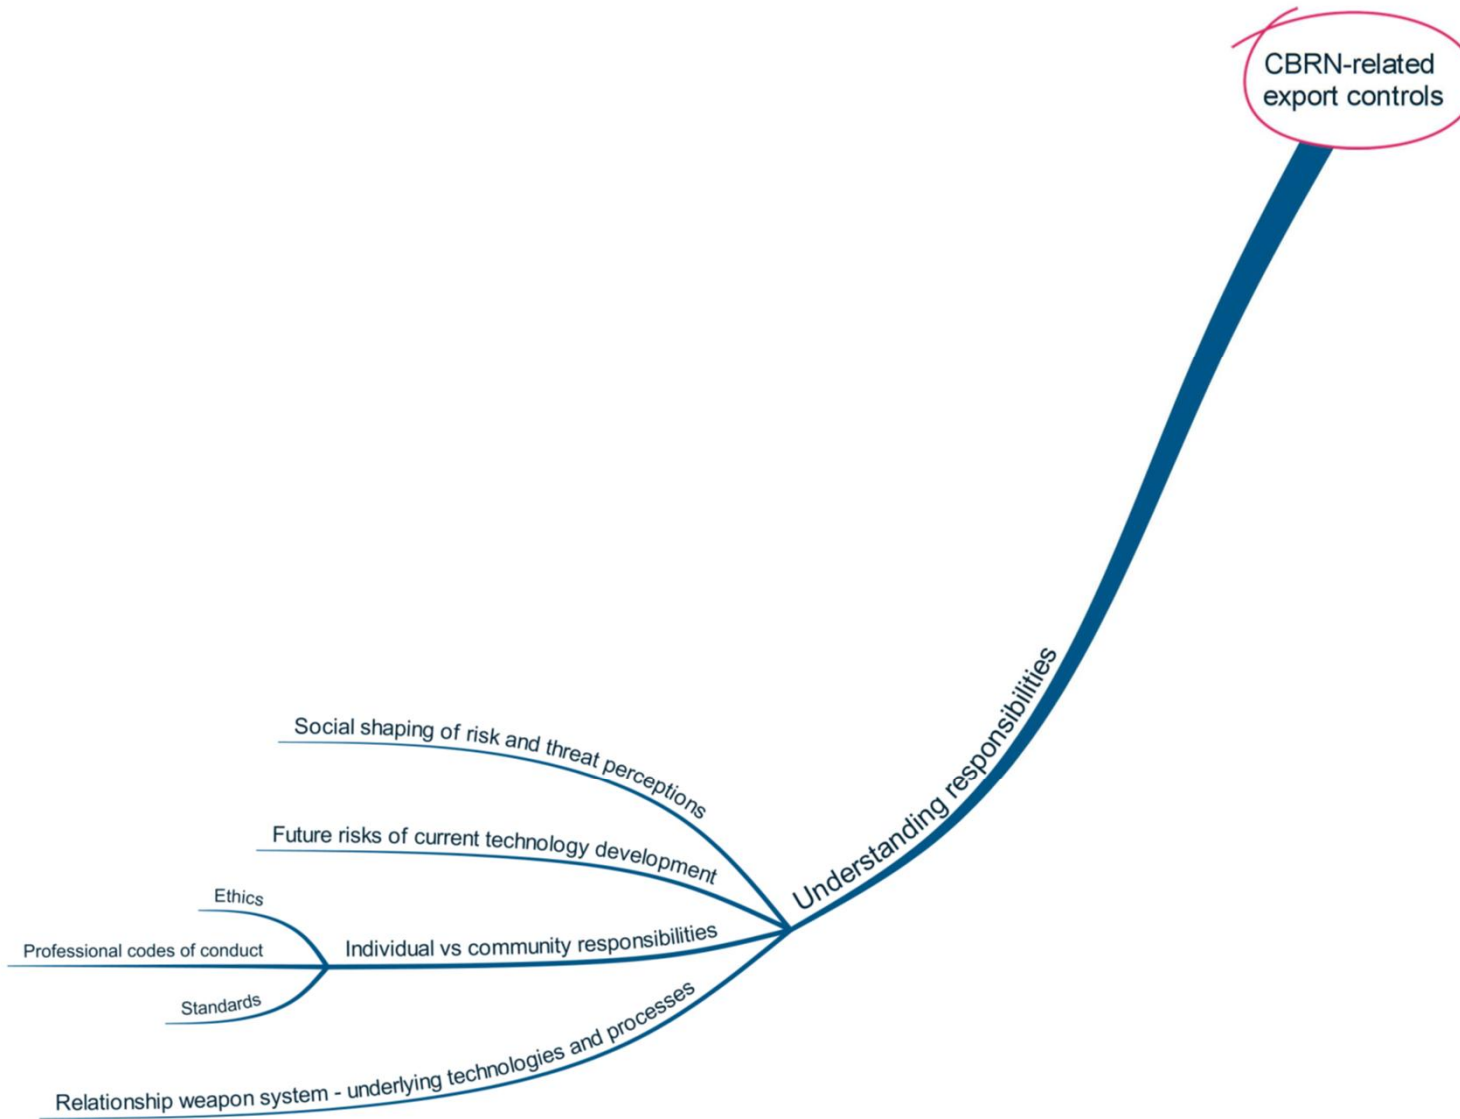 CBRN-related
export controls
Understanding responsibilities
Social shaping of risk and threat perceptions
Future risks of current technology development
Individual vs community responsibilities
Ethics
Professional codes of conduct
Standards
Relationship weapon system - underlying technologies and processes